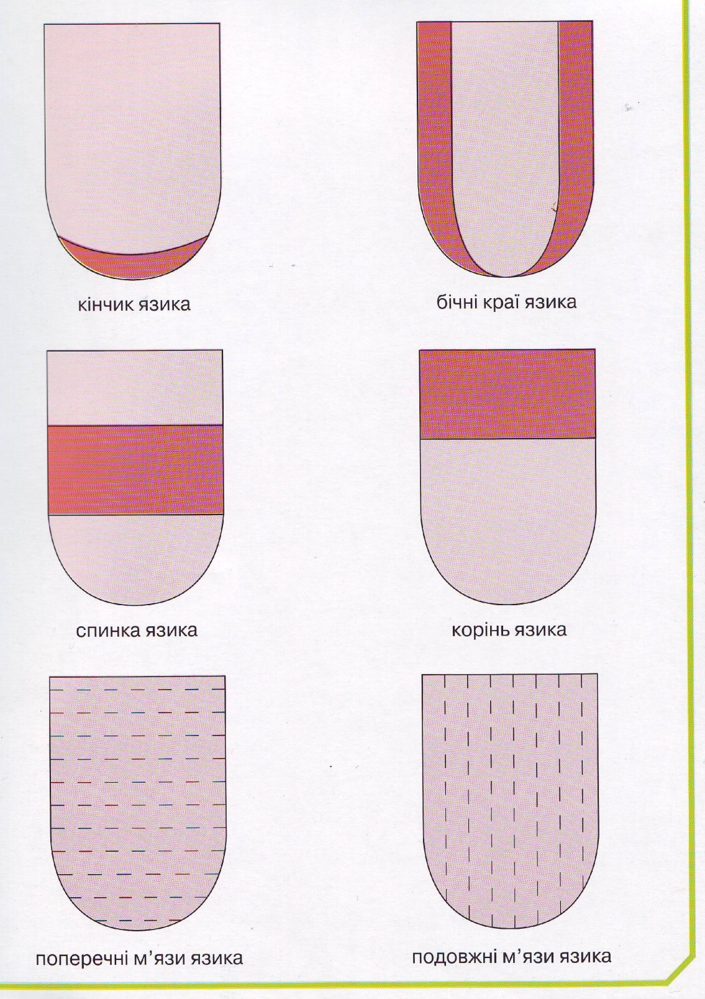 кінчик язика
бічні краї язика
спинка язика
корінь язика
поперечні м’язи язика
подовжні м’язи язика